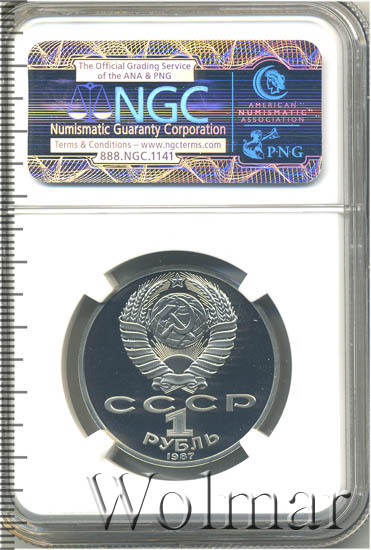 The Official Grading Service
of the ANA & PNG
NGC
Numismatic Guaranty Corporation
Terms & Conditions – www.ngcterms.com
888.NGC.1141
AMERICAN
NUMISMATIC
ASSOCIATION
P·N·G
СССР
1
РУБЛЬ
1987
Wolmar